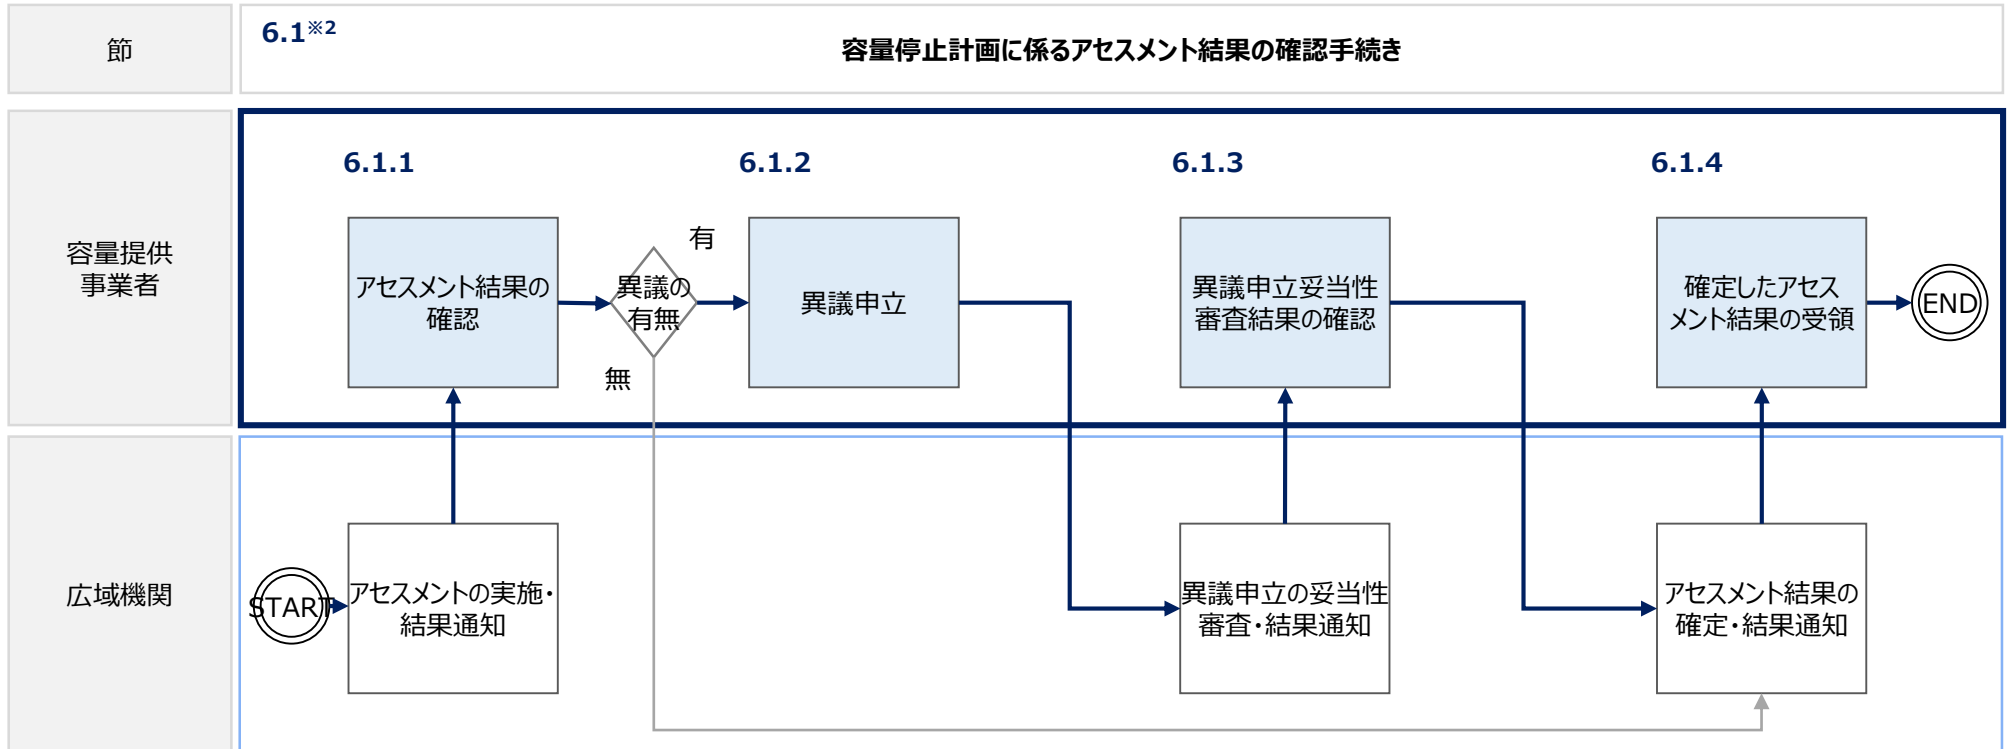 節
6.1※2
容量停止計画に係るアセスメント結果の確認手続き
容量提供
事業者
6.1.1
6.1.2
6.1.3
6.1.4
アセスメント結果の
確認
異議の
有無
有
無
異議申立
異議申立妥当性
審査結果の確認
確定したアセス
メント結果の受領
END
広域機関
START
アセスメントの実施・
結果通知
異議申立の妥当性
審査・結果通知
アセスメント結果の
確定・結果通知